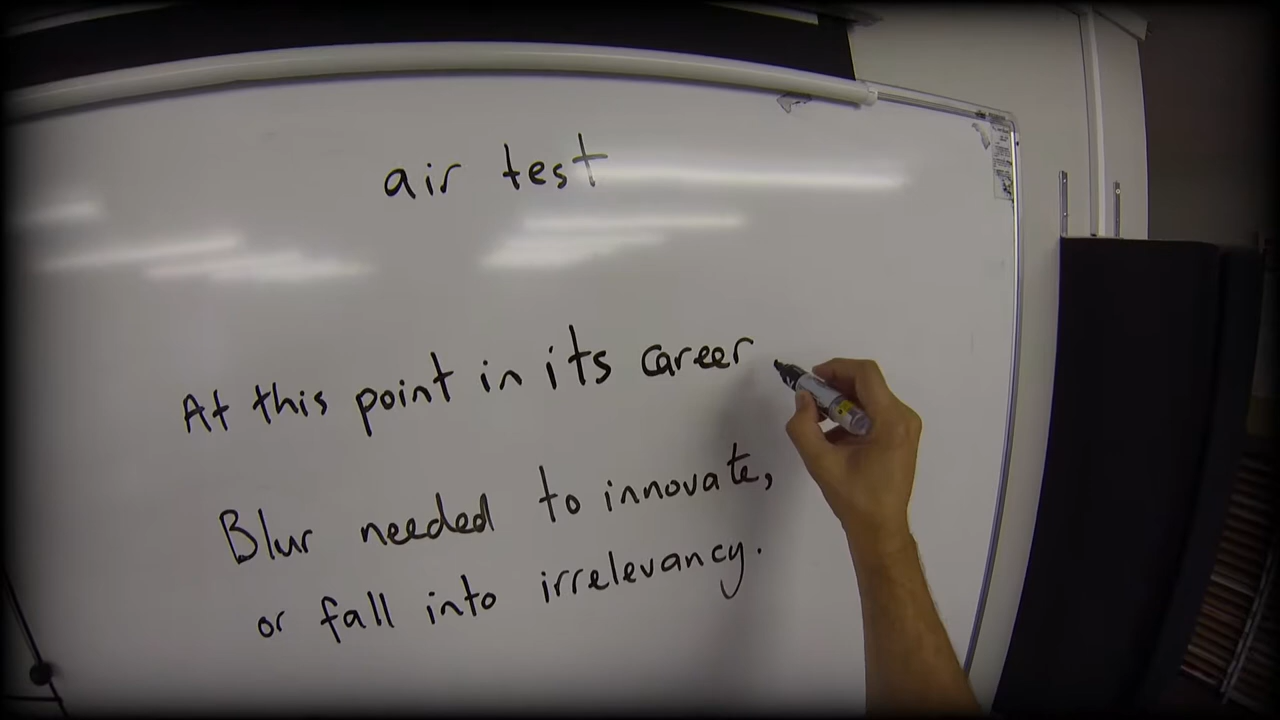 air test
At this point in its career
Blur needed to innovate,
or fall into irrelevancy.